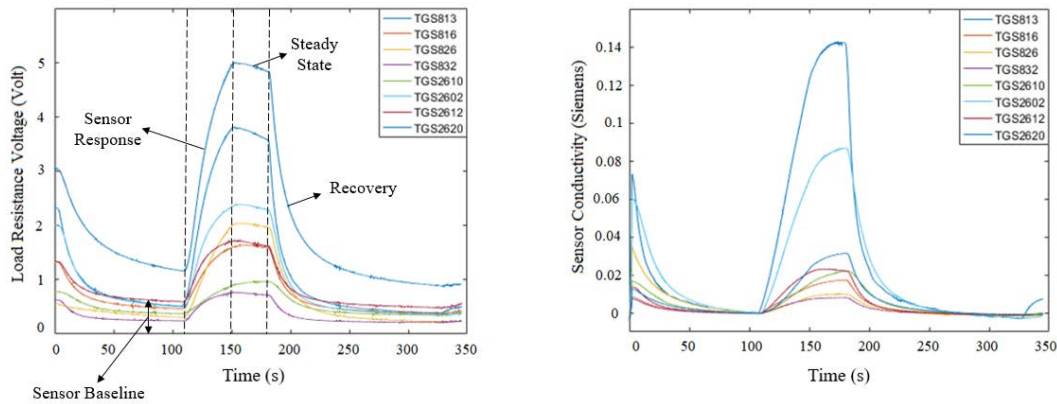 TGS813
TGS816
TGS826
TGS832
TGS2610
TGS2602
TGS2612
TGS2620
Steady
State
Sensor
Response
Recovery
Load Resistance Voltage (Volt)
5
4
3
2
1
0
0
50
100
150
200
250
300
350
Time (s)
Sensor Baseline
TGS813
TGS816
TGS826
TGS832
TGS2610
TGS2602
TGS2612
TGS2620
Sensor Conductivity (Siemens)
0.14
0.12
0.1
0.08
0.06
0.04
0.02
0
0
50
100
150
200
250
300
350
Time (s)